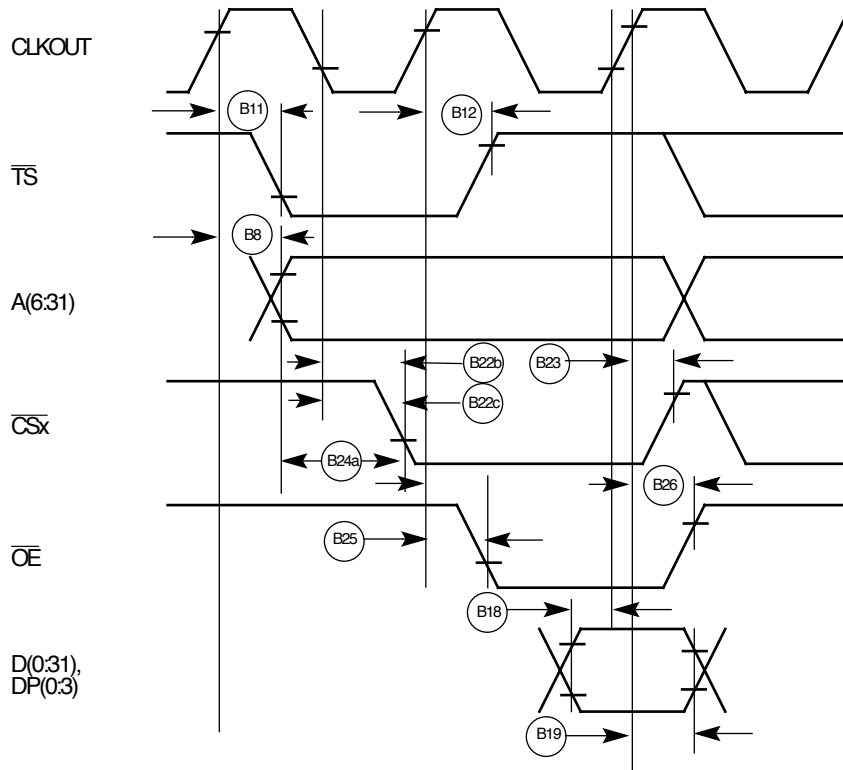 CLKOUT
B11
B12
TS
B8
A(6:31)
B22b
B23
B22c
CSx
B24a
B26
B25
OE
B18
D(0:31),
DP(0:3)
B19